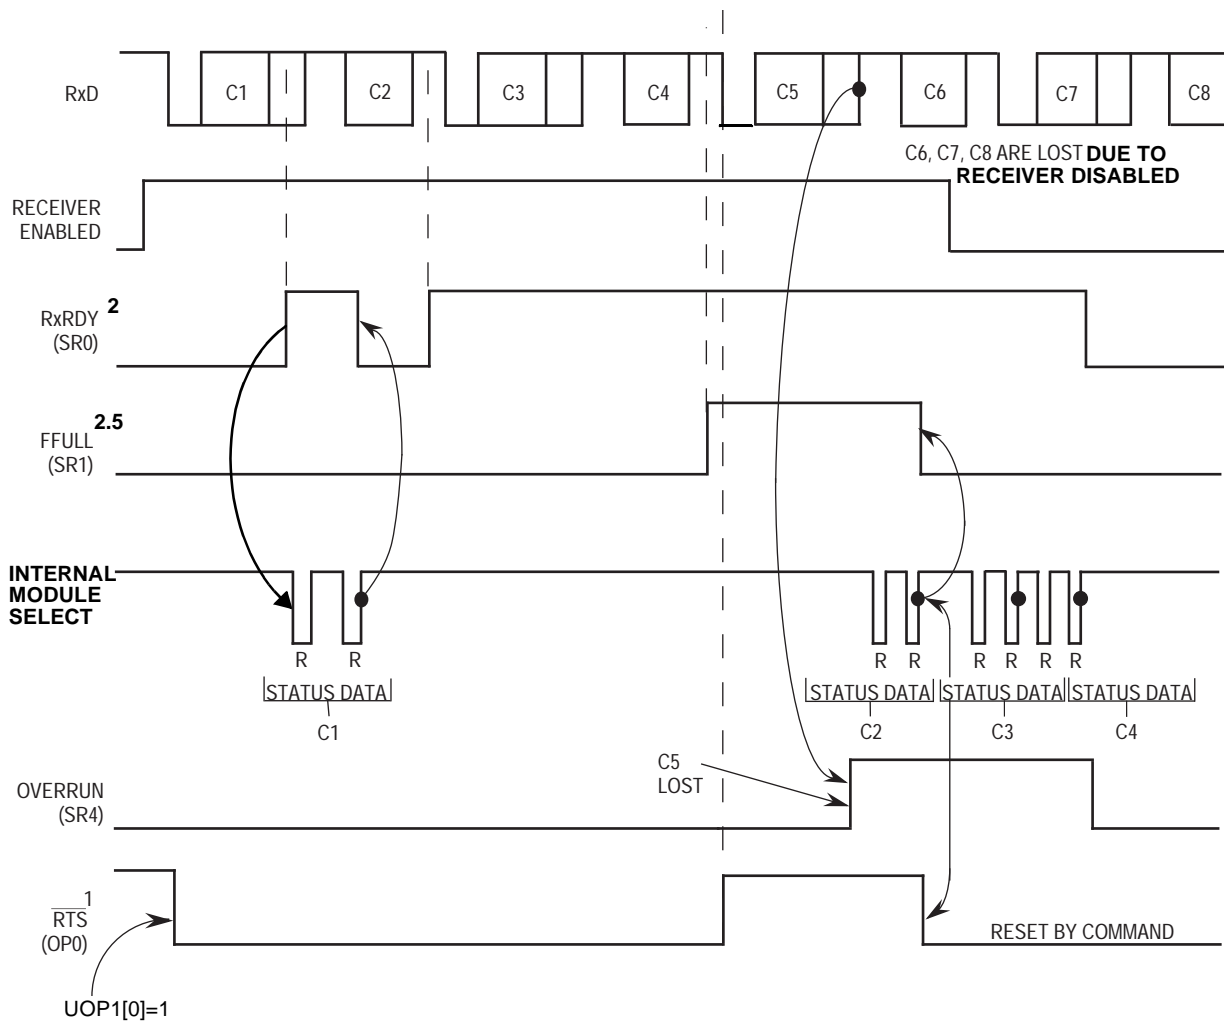 RxD
C1
C2
C3
C4
C5
C6
C7
C8
C6, C7, C8 ARE LOST DUE TO
RECEIVER DISABLED
RECEIVER
ENABLED
RxRDY 2
(SR0)
FFULL 2.5
(SR1)
INTERNAL
MODULE
SELECT
R R R R R R R R
STATUS DATA STATUS DATA STATUS DATA STATUS DATA
C1 C2 C3 C4
C5
LOST
OVERRUN
(SR4)
RTS 1
(OP0)
RESET BY COMMAND
UOP1[0]=1